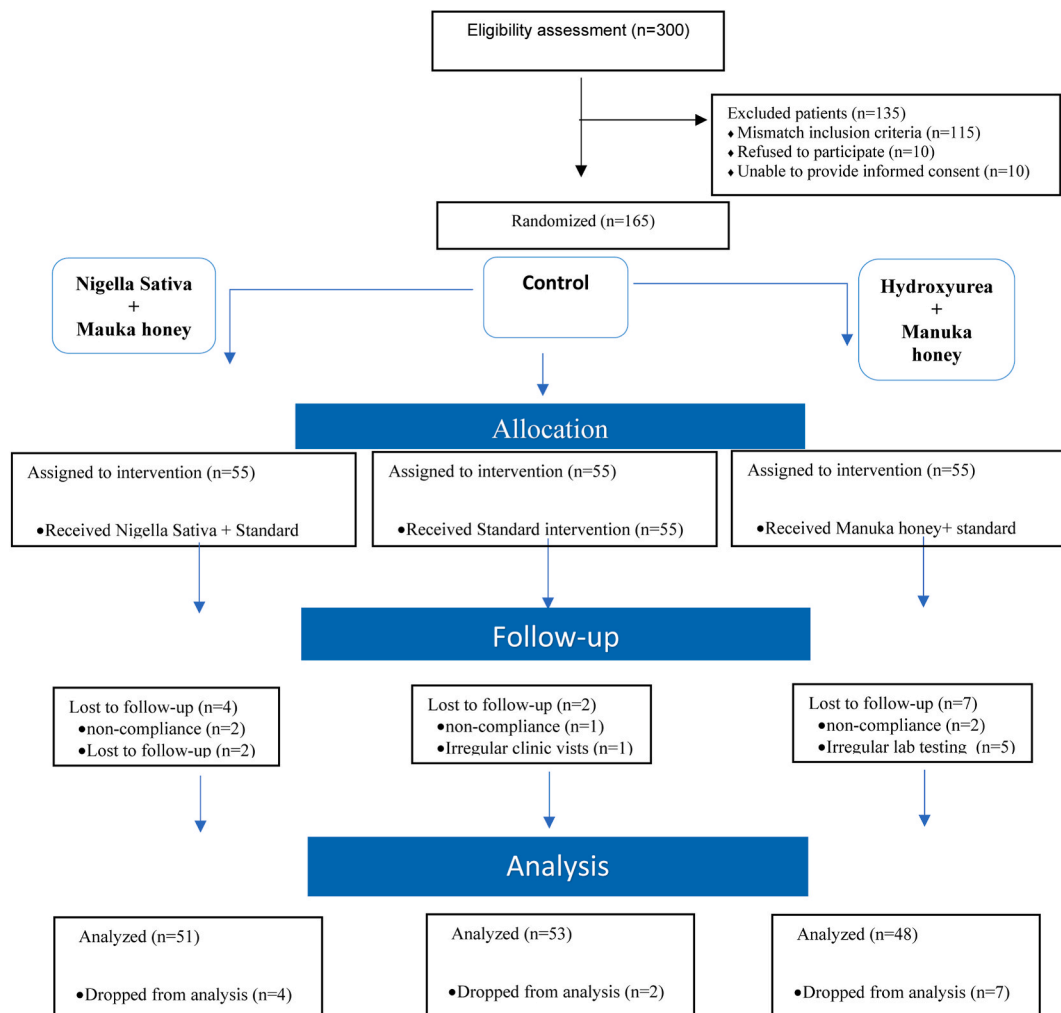 Eligibility assessment (n=300)
Excluded patients (n=135)
♦ Mismatch inclusion criteria (n=115)
♦ Refused to participate (n=10)
♦ Unable to provide informed consent (n=10)
Randomized (n=165)
Nigella Sativa
+
Mauka honey
Control
Hydroxyurea
+
Manuka
honey
Allocation
Assigned to intervention (n=55)
•Received Nigella Sativa + Standard
Assigned to intervention (n=55)
•Received Standard intervention (n=55)
Assigned to intervention (n=55)
•Received Manuka honey+ standard
Follow-up
Lost to follow-up (n=4)
•non-compliance (n=2)
•Lost to follow-up (n=2)
Lost to follow-up (n=2)
•non-compliance (n=1)
•Irregular clinic vists (n=1)
Lost to follow-up (n=7)
•non-compliance (n=2)
•Irregular lab testing (n=5)
Analysis
Analyzed (n=51)
•Dropped from analysis (n=4)
Analyzed (n=53)
•Dropped from analysis (n=2)
Analyzed (n=48)
•Dropped from analysis (n=7)